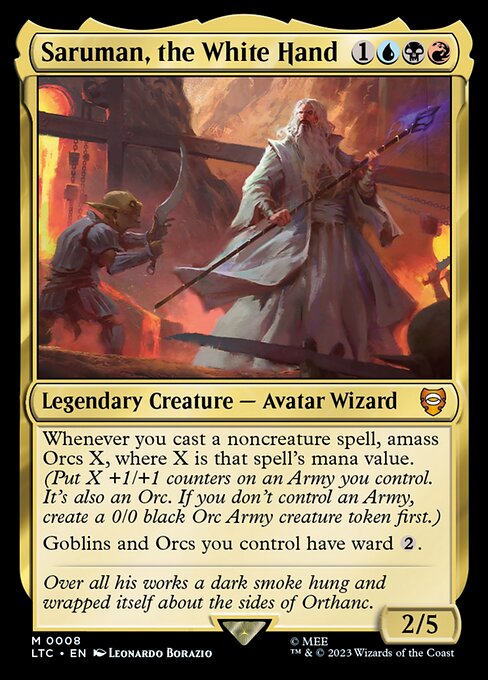 Saruman, the White Hand 1
Legendary Creature — Avatar Wizard
Whenever you cast a noncreature spell, amass
Orcs X, where X is that spell's mana value.
(Put X +1/+1 counters on an Army you control.
It's also an Orc. If you don't control an Army,
create a 0/0 black Orc Army creature token first.)
Goblins and Orcs you control have ward 2.
Over all his works a dark smoke hung and
wrapped itself about the sides of Orthanc.
2/5
M 0008
LTC • EN Leonardo Borazio
© MEE
™ & © 2023 Wizards of the Coast